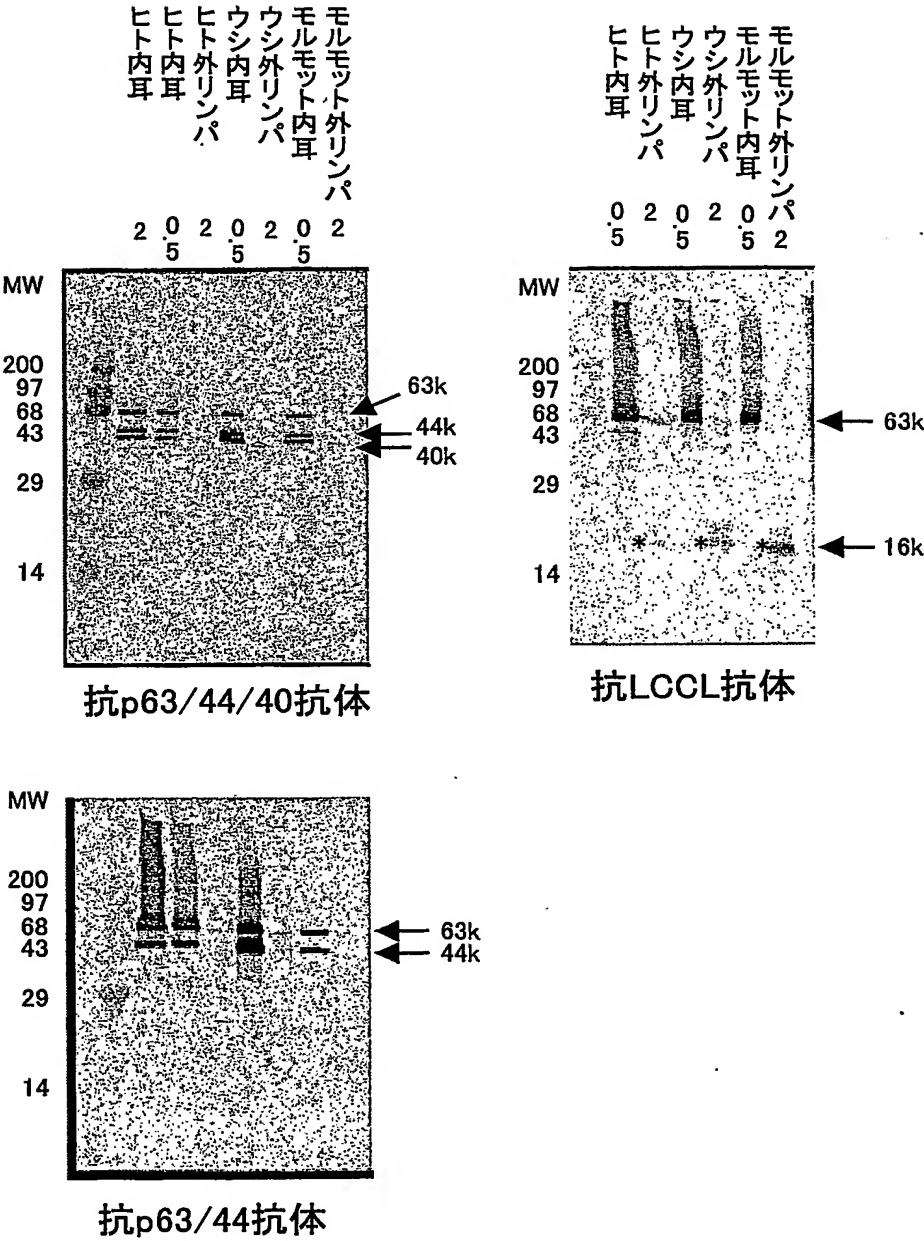 ヒト内耳
ヒト内耳
ヒト外リンパ
ウシ内耳
ウシ外リンパ
モルモット内耳
モルモット外リンパ
2
0.5
2
0.5
2
0.5
2
MW
200
97
68
43
29
14
63k
44k
40k
抗p63/44/40抗体
ヒト内耳
ヒト外リンパ
ウシ内耳
ウシ外リンパ
モルモット内耳
モルモット外リンパ
0.5
2
0.5
2
0.5
2
MW
200
97
68
43
29
14
*
*
*
63k
16k
抗LCCL抗体
MW
200
97
68
43
29
14
63k
44k
抗p63/44抗体